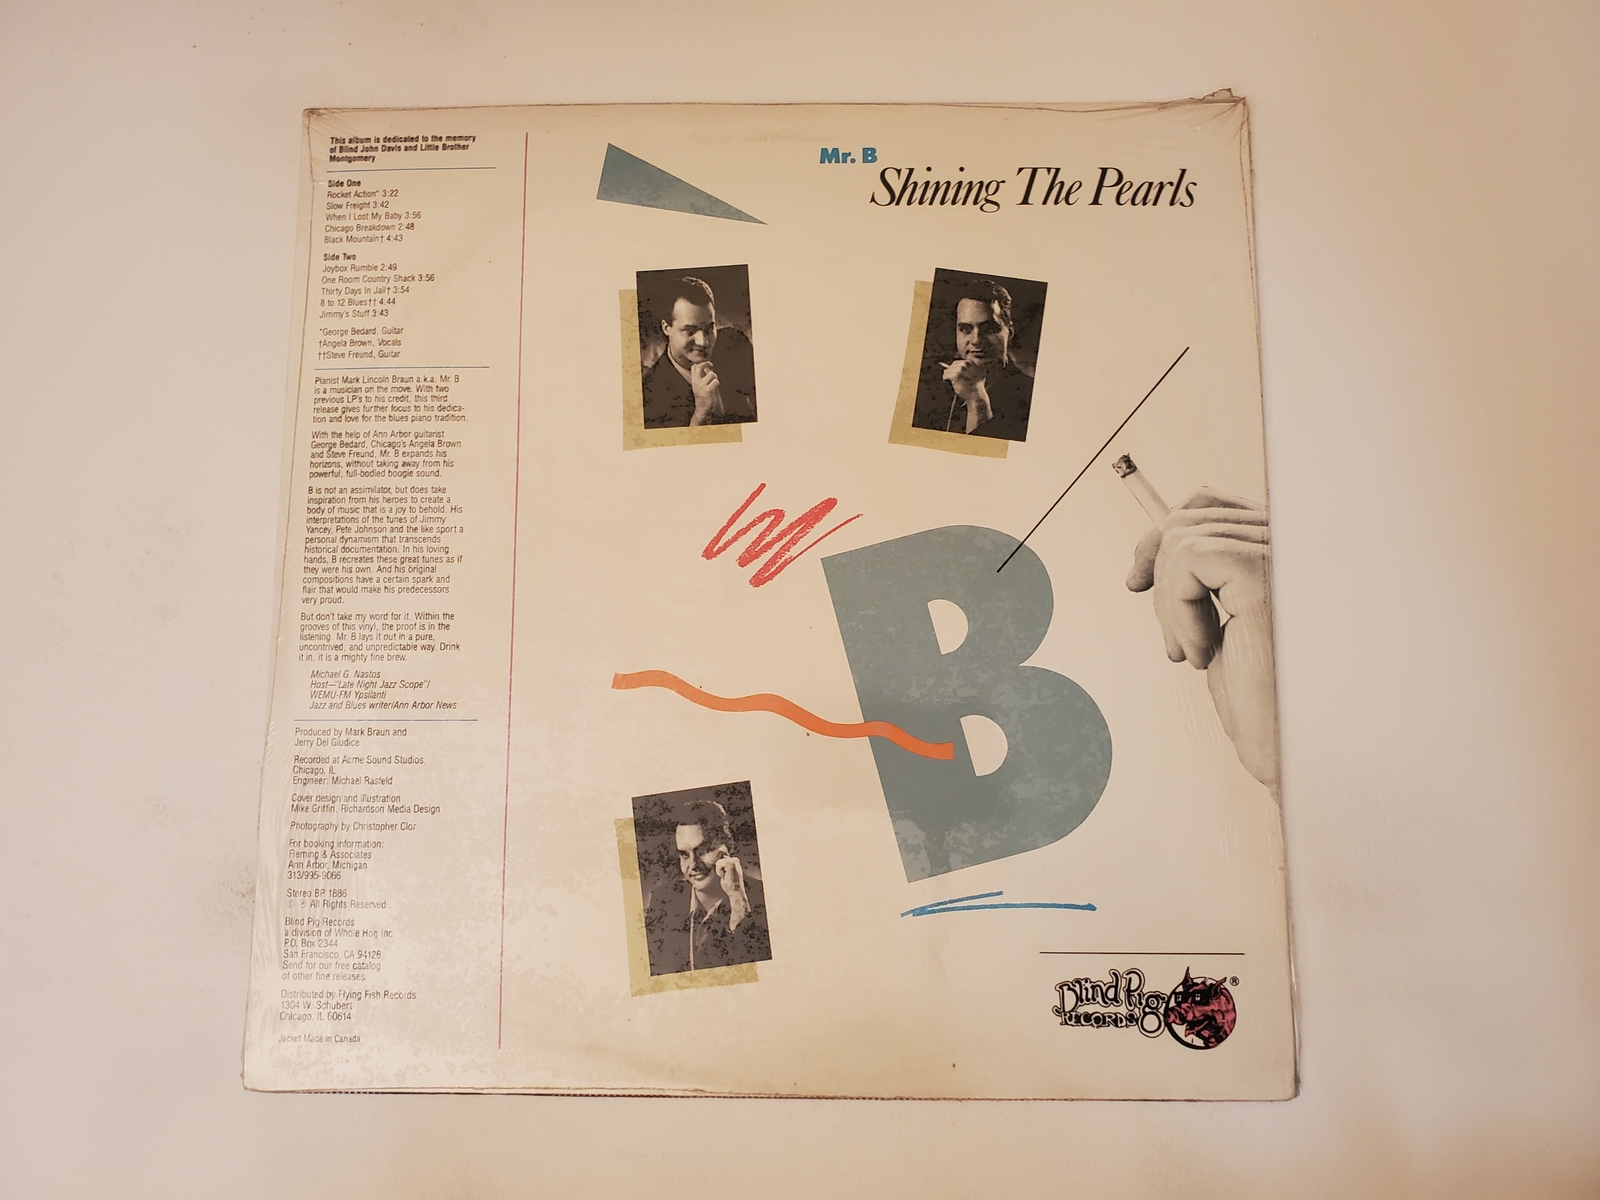 This album is dedicated to the memory
of Blind John Davis and Little Brother
Montgomery
Side One
Rocket Action* 3:22
Slow Freight 3:42
When I Lost My Baby 3:56
Chicago Breakdown 2:48
Black Mountain† 4:43
Side Two
Joybox Rumble 2:49
One Room Country Shack 3:56
Thirty Days In Jail† 3:54
8 to 12 Blues†† 4:44
Jimmy's Stuff 3:43
*George Bedard, Guitar
†Angela Brown, Vocals
††Steve Freund, Guitar
Pianist Mark Lincoln Braun a.k.a. Mr. B
is a musician on the move. With two
previous LP's to his credit, this third
release gives further focus to his dedica-
tion and love for the blues piano tradition.
With the help of Ann Arbor guitarist
George Bedard, Chicago's Angela Brown
and Steve Freund, Mr. B expands his
horizons, without taking away from his
powerful, full-bodied boogie sound.
B is not an assimilator, but does take
inspiration from his heroes to create a
body of music that is a joy to behold. His
interpretations of the tunes of Jimmy
Yancey, Pete Johnson and the like sport a
personal dynamism that transcends
historical documentation. In his loving
hands, B recreates these great tunes as if
they were his own. And his original
compositions have a certain spark and
flair that would make his predecessors
very proud.
But don't take my word for it. Within the
grooves of this vinyl, the proof is in the
listening. Mr. B lays it out in a pure,
uncontrived, and unpredictable way. Drink
it in, it is a mighty fine brew.
Michael G. Nastos
Host—"Late Night Jazz Scope"/
WEMU-FM Ypsilanti
Jazz and Blues writer/Ann Arbor News
Produced by Mark Braun and
Jerry Del Giudice
Recorded at Acme Sound Studios,
Chicago, IL
Engineer: Michael Rasfeld
Cover design and illustration
Mike Griffin, Richardson Media Design
Photography by Christopher Clor
For booking information:
Fleming & Associates
Ann Arbor, Michigan
313/995-9066
Stereo BP 1886
© ℗ All Rights Reserved
Blind Pig Records
a division of Whole Hog Inc.
P.O. Box 2344
San Francisco, CA 94126
Send for our free catalog
of other fine releases
Distributed by Flying Fish Records
1304 W. Schubert
Chicago, IL 60614
Jacket Made in Canada
Mr. B
Shining The Pearls
B
Blind Pig ®
RECORDS